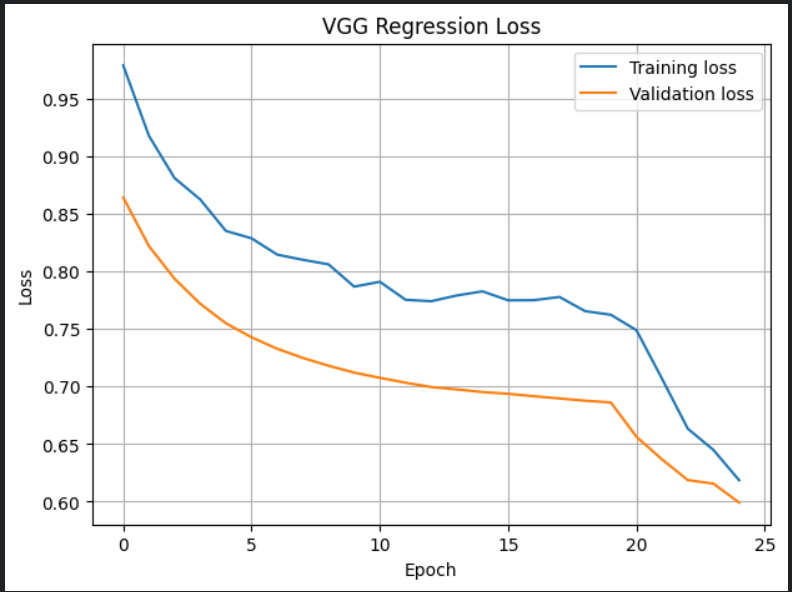 VGG Regression Loss
Training loss
Validation loss
0.95
0.90
0.85
0.80
0.75
0.70
0.65
0.60
Loss
0 5 10 15 20 25
Epoch